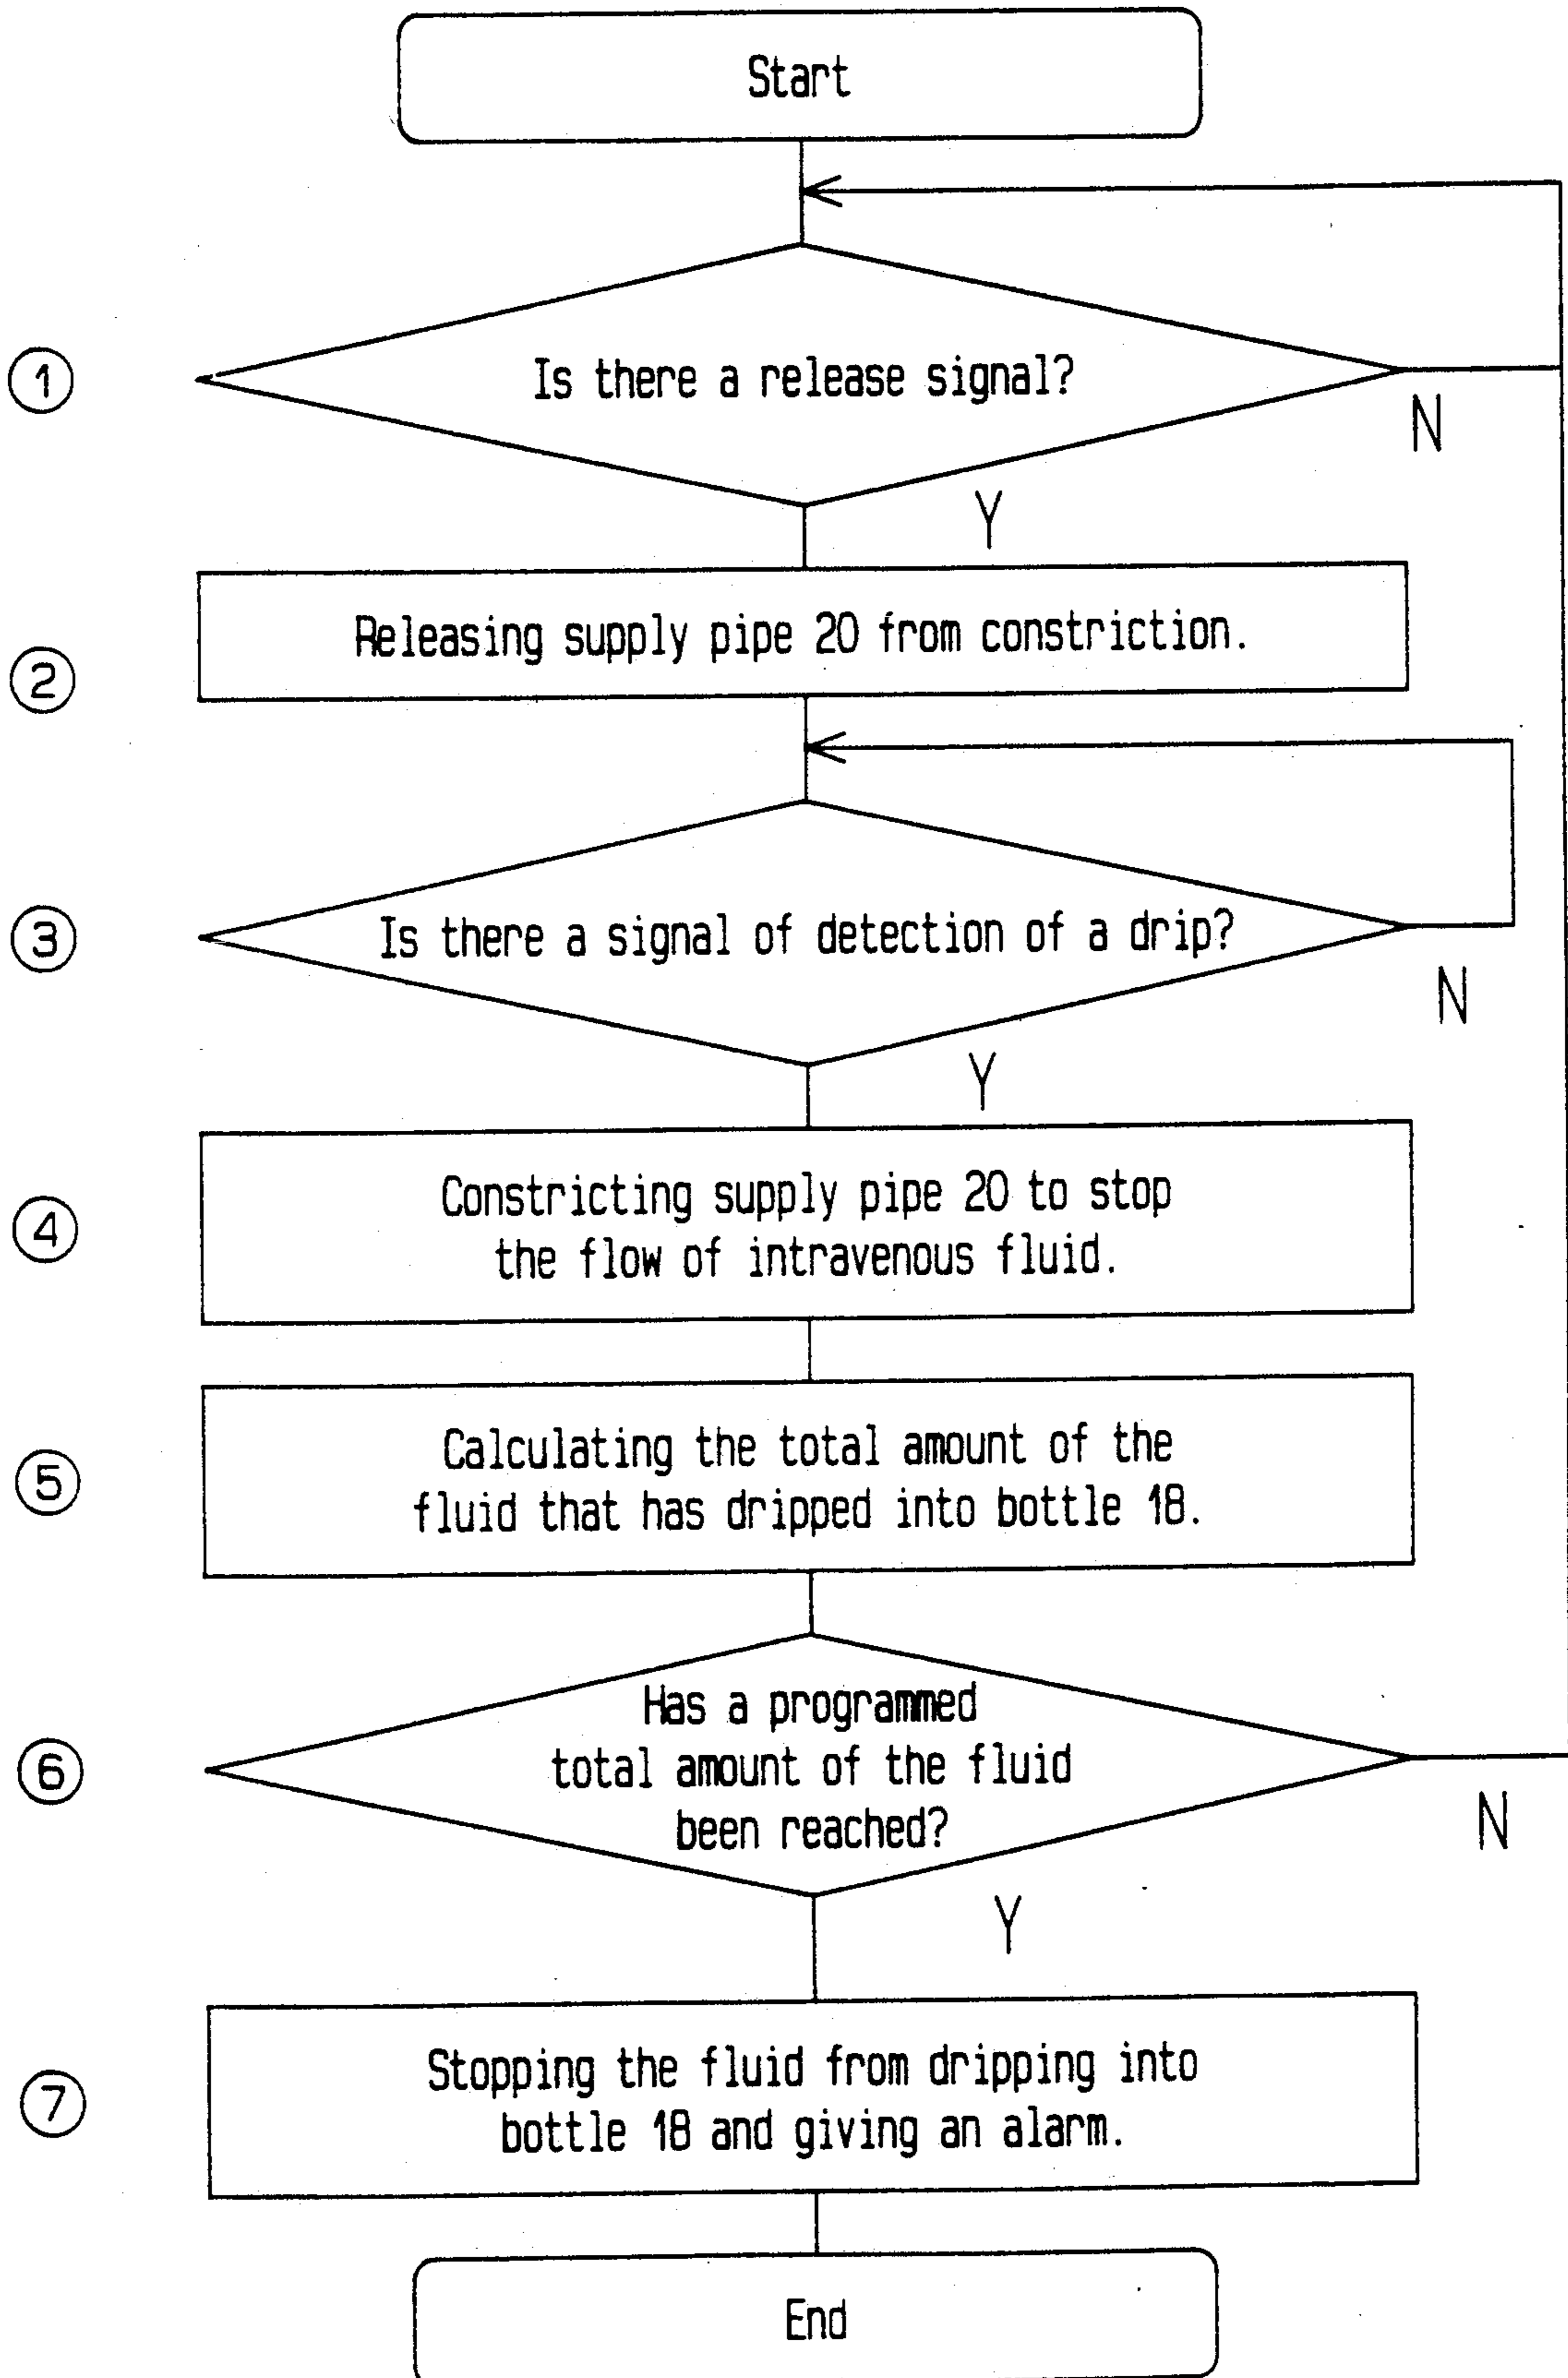 Start
① Is there a release signal?
N
Y
② Releasing supply pipe 20 from constriction.
③ Is there a signal of detection of a drip?
N
Y
④ Constricting supply pipe 20 to stop
the flow of intravenous fluid.
⑤ Calculating the total amount of the
fluid that has dripped into bottle 18.
⑥ Has a programmed
total amount of the fluid
been reached?
N
Y
⑦ Stopping the fluid from dripping into
bottle 18 and giving an alarm.
End